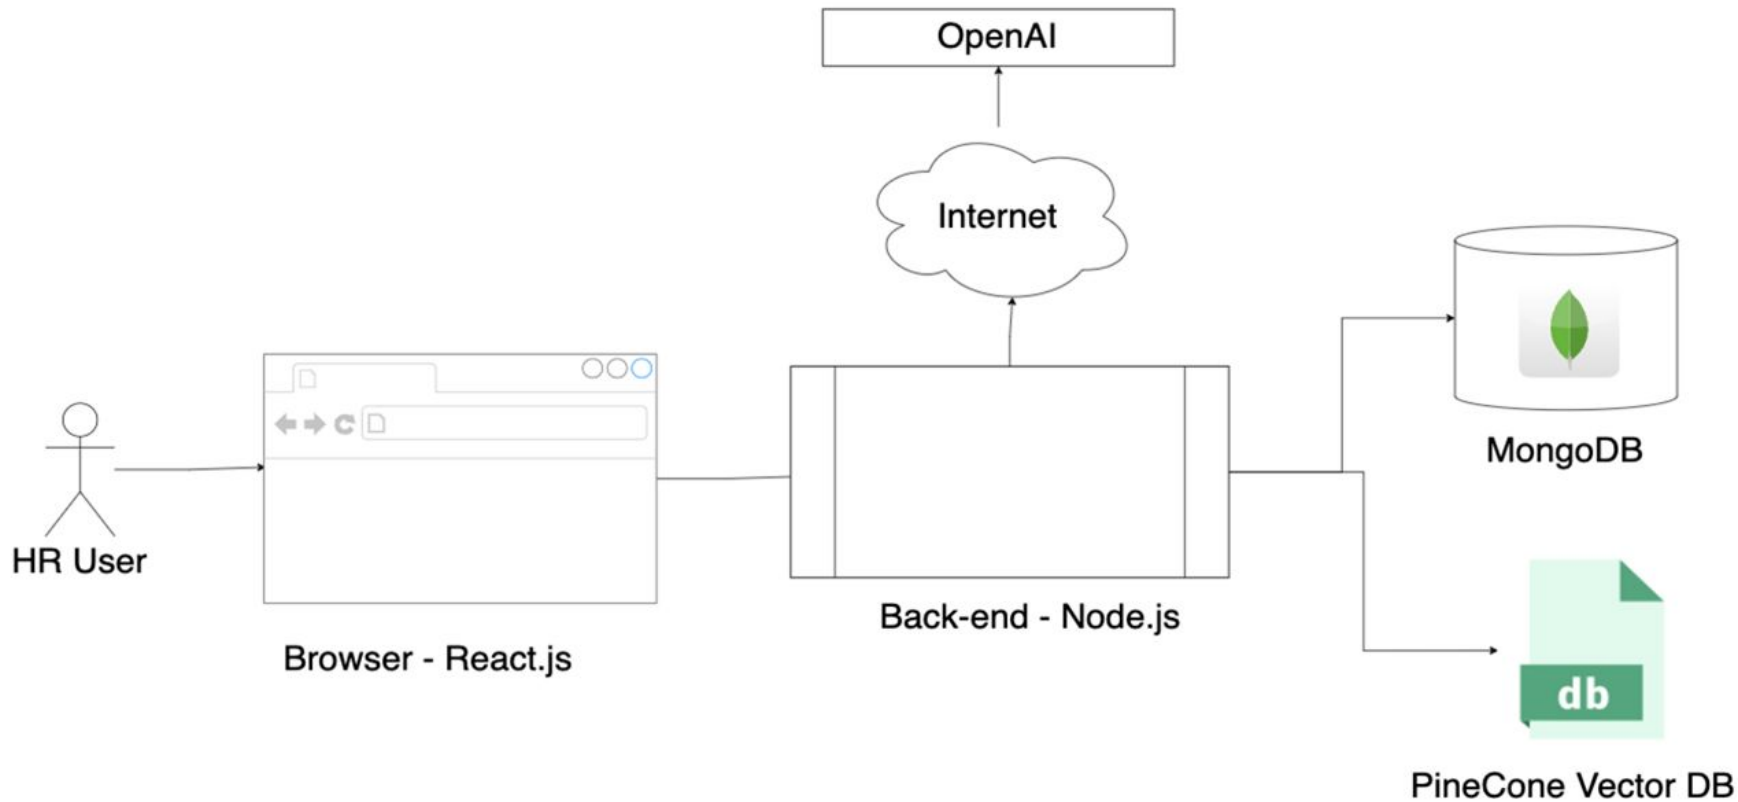 OpenAI
Internet
MongoDB
HR User
Browser - React.js
Back-end - Node.js
db
PineCone Vector DB